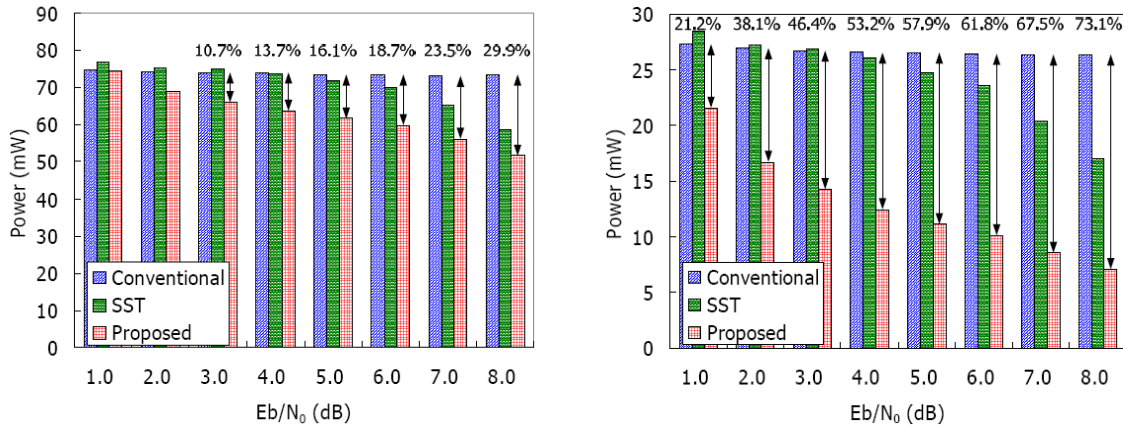 90
80
70
60
50
40
30
20
10
0
Power (mW)
10.7% 13.7% 16.1% 18.7% 23.5% 29.9%
Conventional
SST
Proposed
1.0 2.0 3.0 4.0 5.0 6.0 7.0 8.0
Eb/N₀ (dB)
30
25
20
15
10
5
0
Power (mW)
21.2% 38.1% 46.4% 53.2% 57.9% 61.8% 67.5% 73.1%
Conventional
SST
Proposed
1.0 2.0 3.0 4.0 5.0 6.0 7.0 8.0
Eb/N₀ (dB)